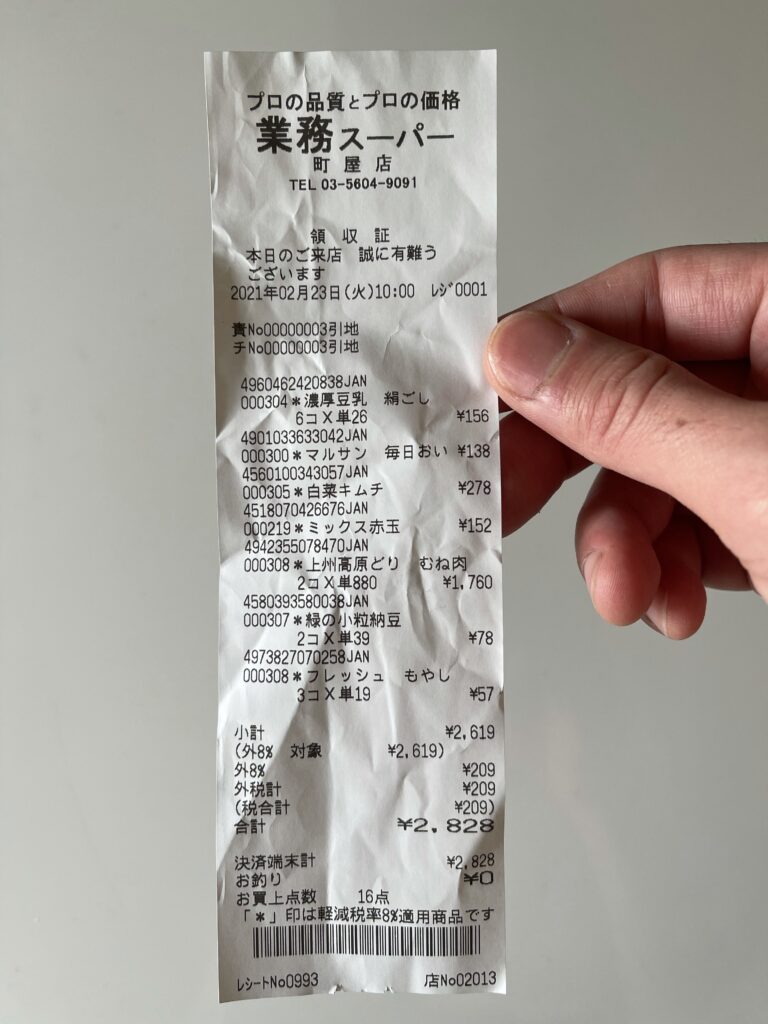 プロの品質とプロの価格
業務スーパー
町屋店
TEL 03-5604-9091
領収証
本日のご来店 誠に有難う
ございます
2021年02月23日(火)10:00 ﾚｼﾞ0001
責No00000003引地
チNo00000003引地
4960462420838JAN
000304＊濃厚豆乳 絹ごし
6コX単26 ¥156
4901033633042JAN
000300＊マルサン 毎日おい ¥138
4560100343057JAN
000305＊白菜キムチ ¥278
4518070426676JAN
000219＊ミックス赤玉 ¥152
4942355078470JAN
000308＊上州高原どり むね肉
2コX単880 ¥1,760
4580393580038JAN
000307＊緑の小粒納豆
2コX単39 ¥78
4973827070258JAN
000308＊フレッシュ もやし
3コX単19 ¥57
小計 ¥2,619
(外8% 対象 ¥2,619)
外8% ¥209
外税計 ¥209
(税合計 ¥209)
合計 ¥2,828
決済端末計 ¥2,828
お釣り ¥0
お買上点数 16点
「＊」印は軽減税率8%適用商品です
ﾚｼｰﾄNo0993 店No02013